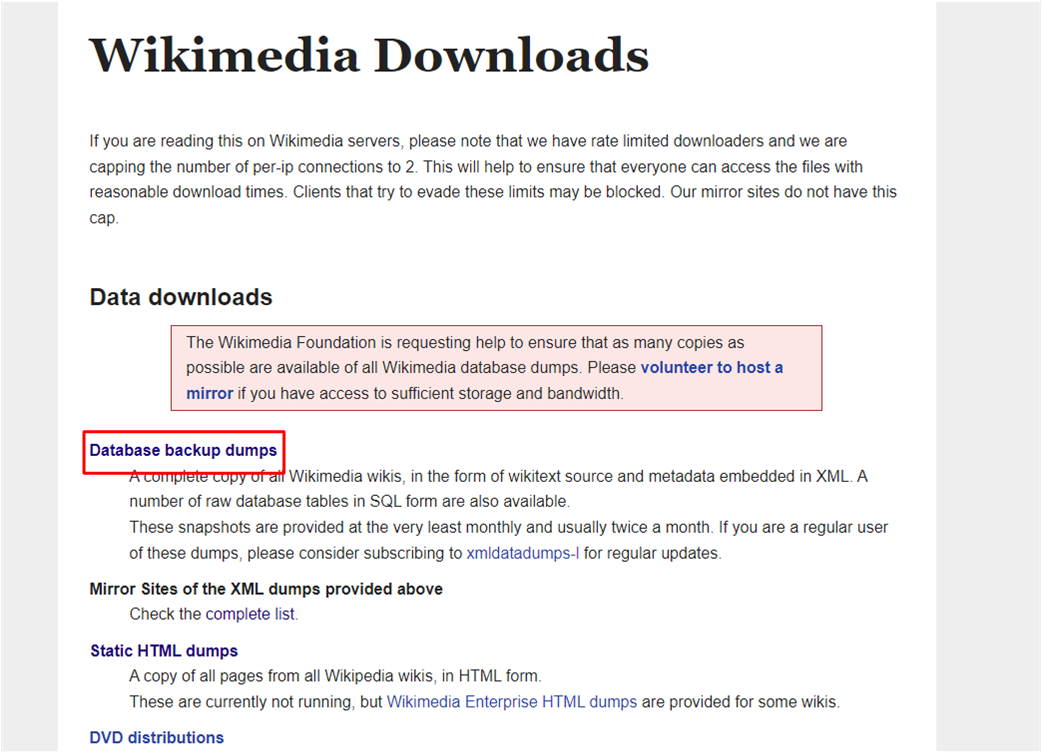 Wikimedia Downloads
If you are reading this on Wikimedia servers, please note that we have rate limited downloaders and we are
capping the number of per-ip connections to 2. This will help to ensure that everyone can access the files with
reasonable download times. Clients that try to evade these limits may be blocked. Our mirror sites do not have this
cap.
Data downloads
The Wikimedia Foundation is requesting help to ensure that as many copies as
possible are available of all Wikimedia database dumps. Please volunteer to host a
mirror if you have access to sufficient storage and bandwidth.
Database backup dumps
A complete copy of all Wikimedia wikis, in the form of wikitext source and metadata embedded in XML. A
number of raw database tables in SQL form are also available.
These snapshots are provided at the very least monthly and usually twice a month. If you are a regular user
of these dumps, please consider subscribing to xmldatadumps-l for regular updates.
Mirror Sites of the XML dumps provided above
Check the complete list.
Static HTML dumps
A copy of all pages from all Wikipedia wikis, in HTML form.
These are currently not running, but Wikimedia Enterprise HTML dumps are provided for some wikis.
DVD distributions